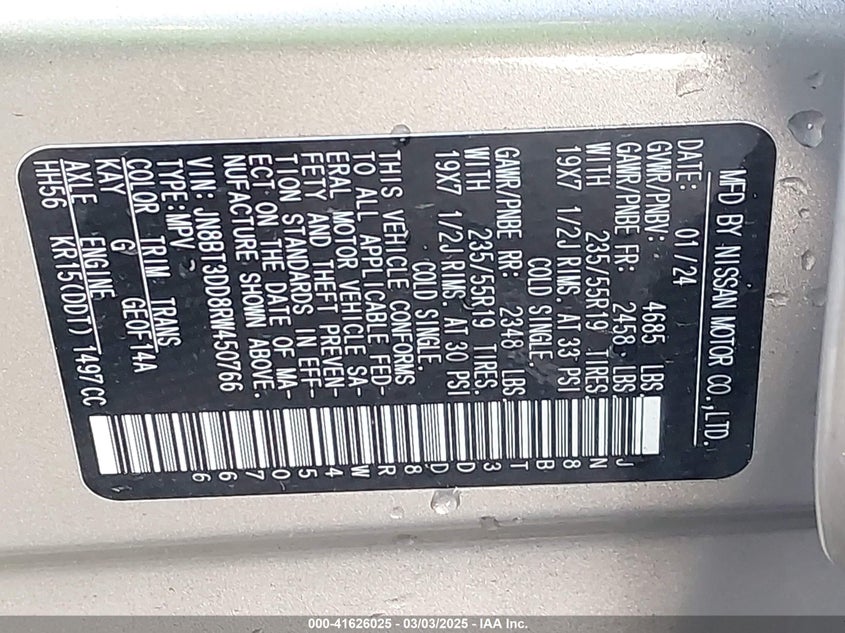 MFD BY NISSAN MOTOR CO.,LTD.
DATE: 01/24
GVWR/PNBV: 4685 LBS.
GAWR/PNBE FR: 2458 LBS
WITH 235/55R19 TIRES
19X7 1/2J RIMS. AT 33 PSI
COLD SINGLE
GAWR/PNBE RR: 2348 LBS
WITH 235/55R19 TIRES.
19X7 1/2J RIMS. AT 30 PSI
COLD SINGLE.
THIS VEHICLE CONFORMS
TO ALL APPLICABLE FED-
ERAL MOTOR VEHICLE SA-
FETY AND THEFT PREVEN-
TION STANDARDS IN EFF-
ECT ON THE DATE OF MA-
NUFACTURE SHOWN ABOVE.
VIN: JN8BT3DD8RW450766
TYPE:MPV
COLOR TRIM TRANS
KAY G GE0F14A
AXLE ENGINE
HH56 KR15(DDT) 1497CC
JN8BT3DD8RW450766
000-41626025 — 03/03/2025 — IAA Inc.